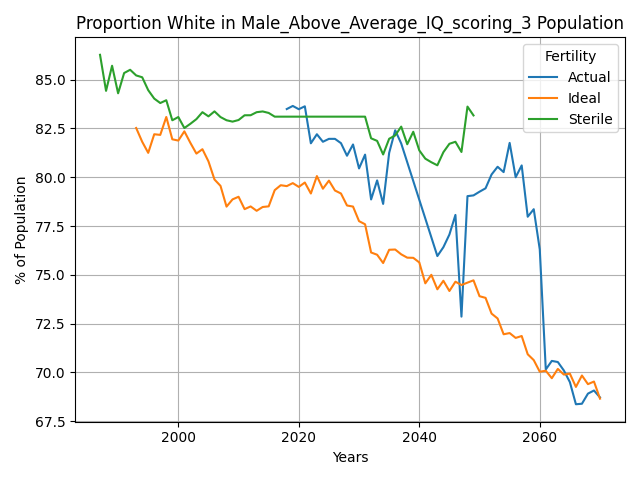 Proportion White in Male_Above_Average_IQ_scoring_3 Population
Fertility
Actual
Ideal
Sterile
% of Population
85.0
82.5
80.0
77.5
75.0
72.5
70.0
67.5
2000
2020
2040
2060
Years